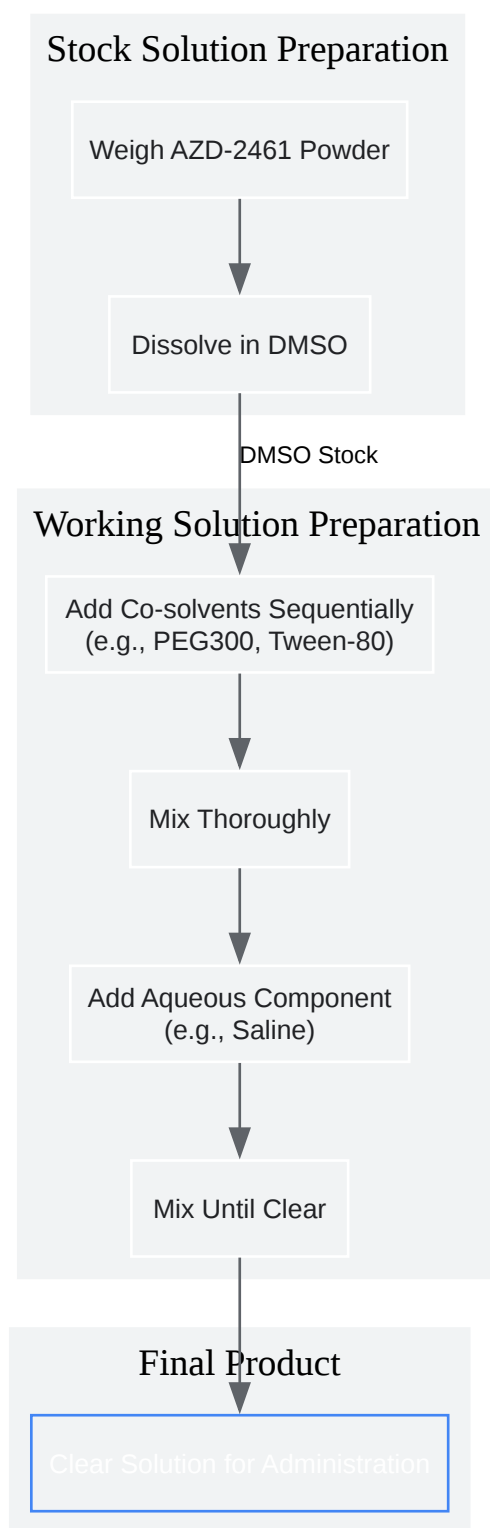 Stock Solution Preparation
Weigh AZD-2461 Powder
Dissolve in DMSO
DMSO Stock
Working Solution Preparation
Add Co-solvents Sequentially
(e.g., PEG300, Tween-80)
Mix Thoroughly
Add Aqueous Component
(e.g., Saline)
Mix Until Clear
Final Product
Clear Solution for Administration